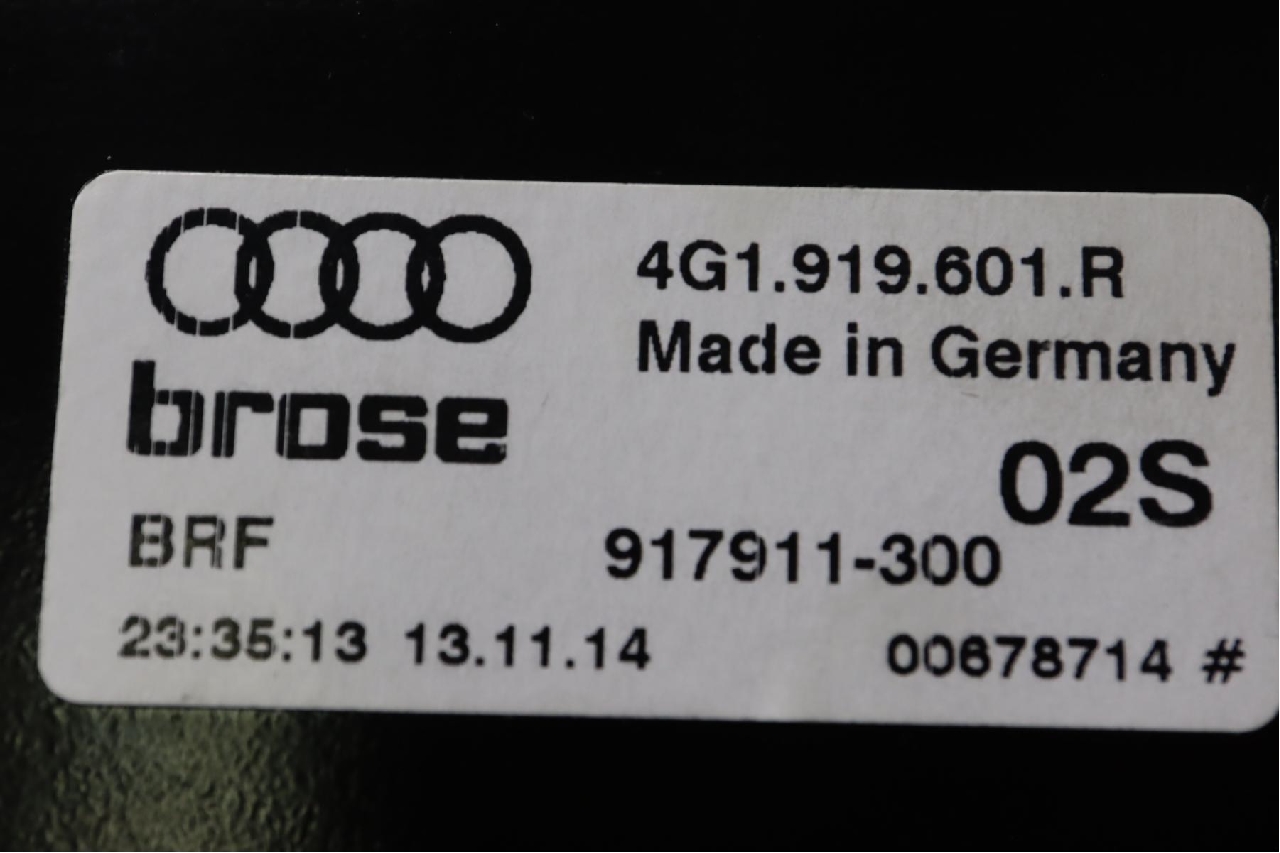 4G1.919.601.R
Made in Germany
brose
02S
BRF 917911-300
23:35:13 13.11.14 00678714 #